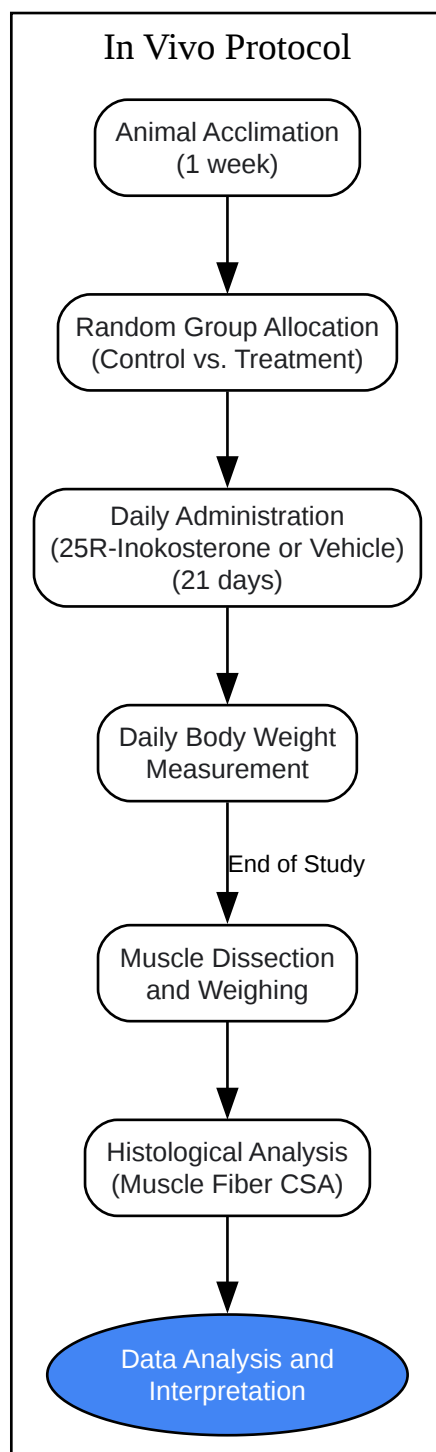 In Vivo Protocol
Animal Acclimation
(1 week)
Random Group Allocation
(Control vs. Treatment)
Daily Administration
(25R-Inokosterone or Vehicle)
(21 days)
Daily Body Weight
Measurement
End of Study
Muscle Dissection
and Weighing
Histological Analysis
(Muscle Fiber CSA)
Data Analysis and
Interpretation